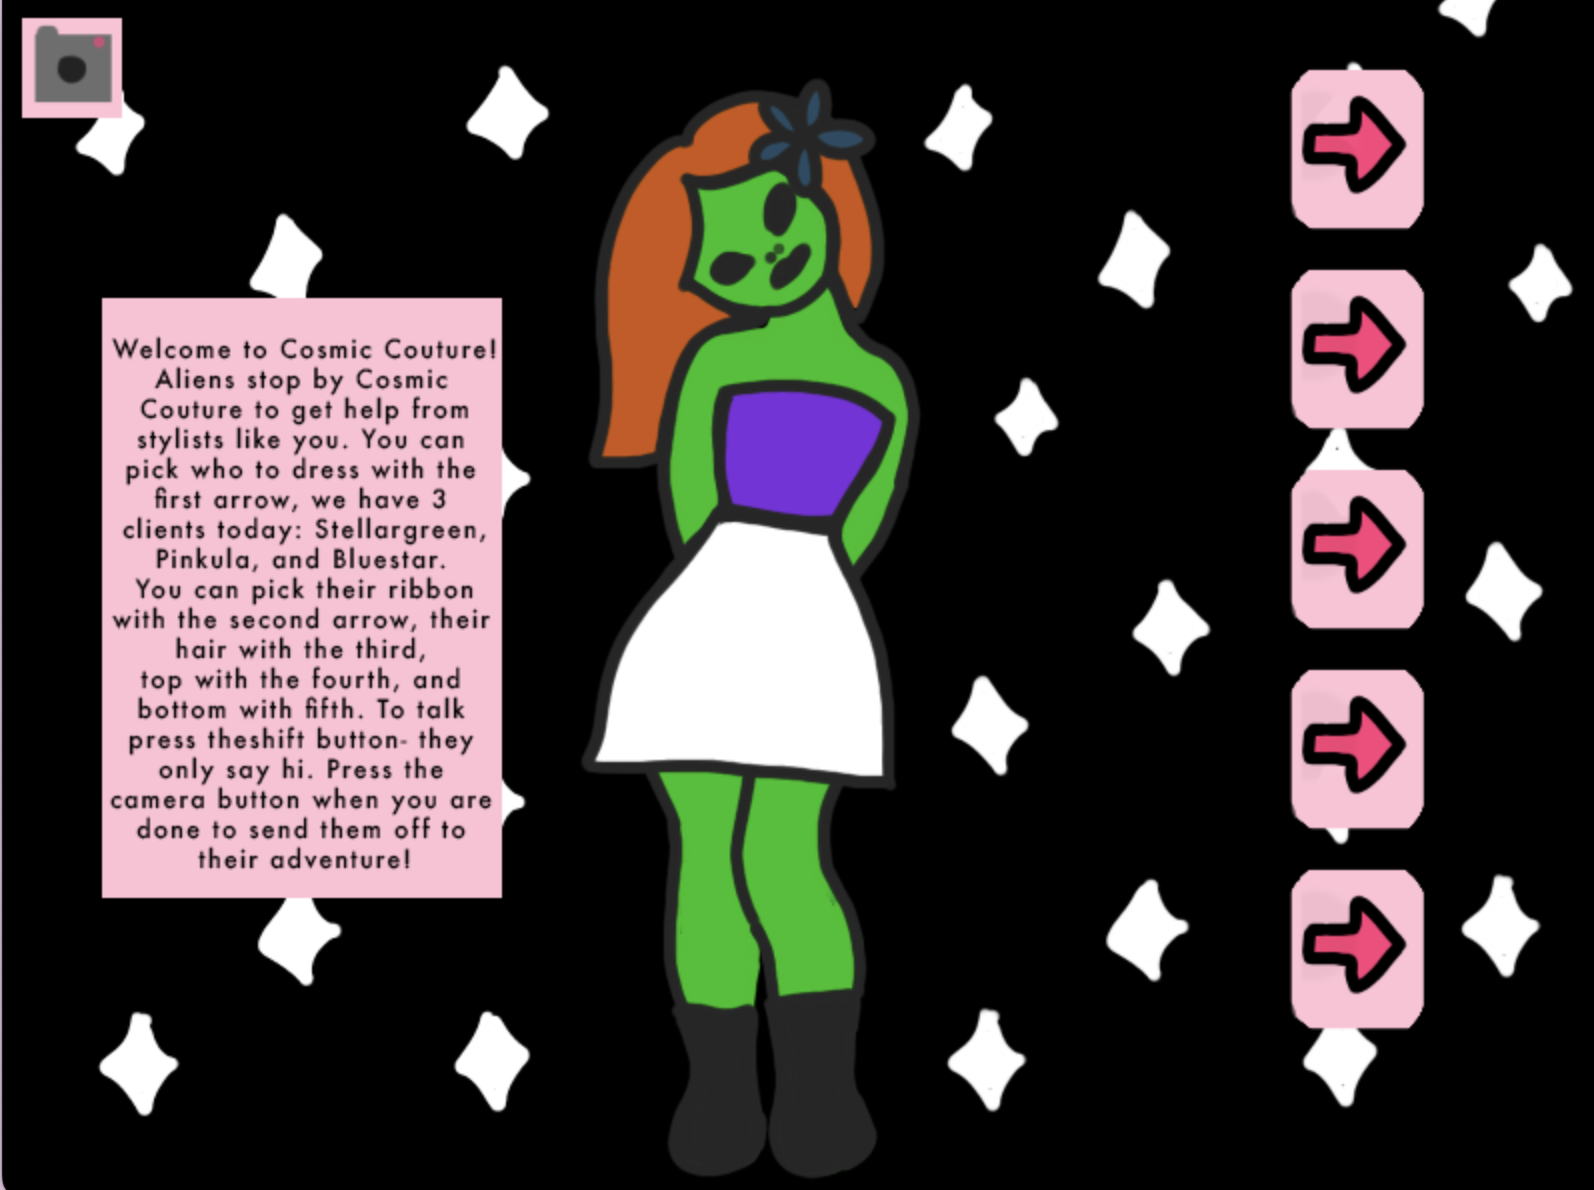 Welcome to Cosmic Couture!
Aliens stop by Cosmic
Couture to get help from
stylists like you. You can
pick who to dress with the
first arrow, we have 3
clients today: Stellargreen,
Pinkula, and Bluestar.
You can pick their ribbon
with the second arrow, their
hair with the third,
top with the fourth, and
bottom with fifth. To talk
press theshift button- they
only say hi. Press the
camera button when you are
done to send them off to
their adventure!